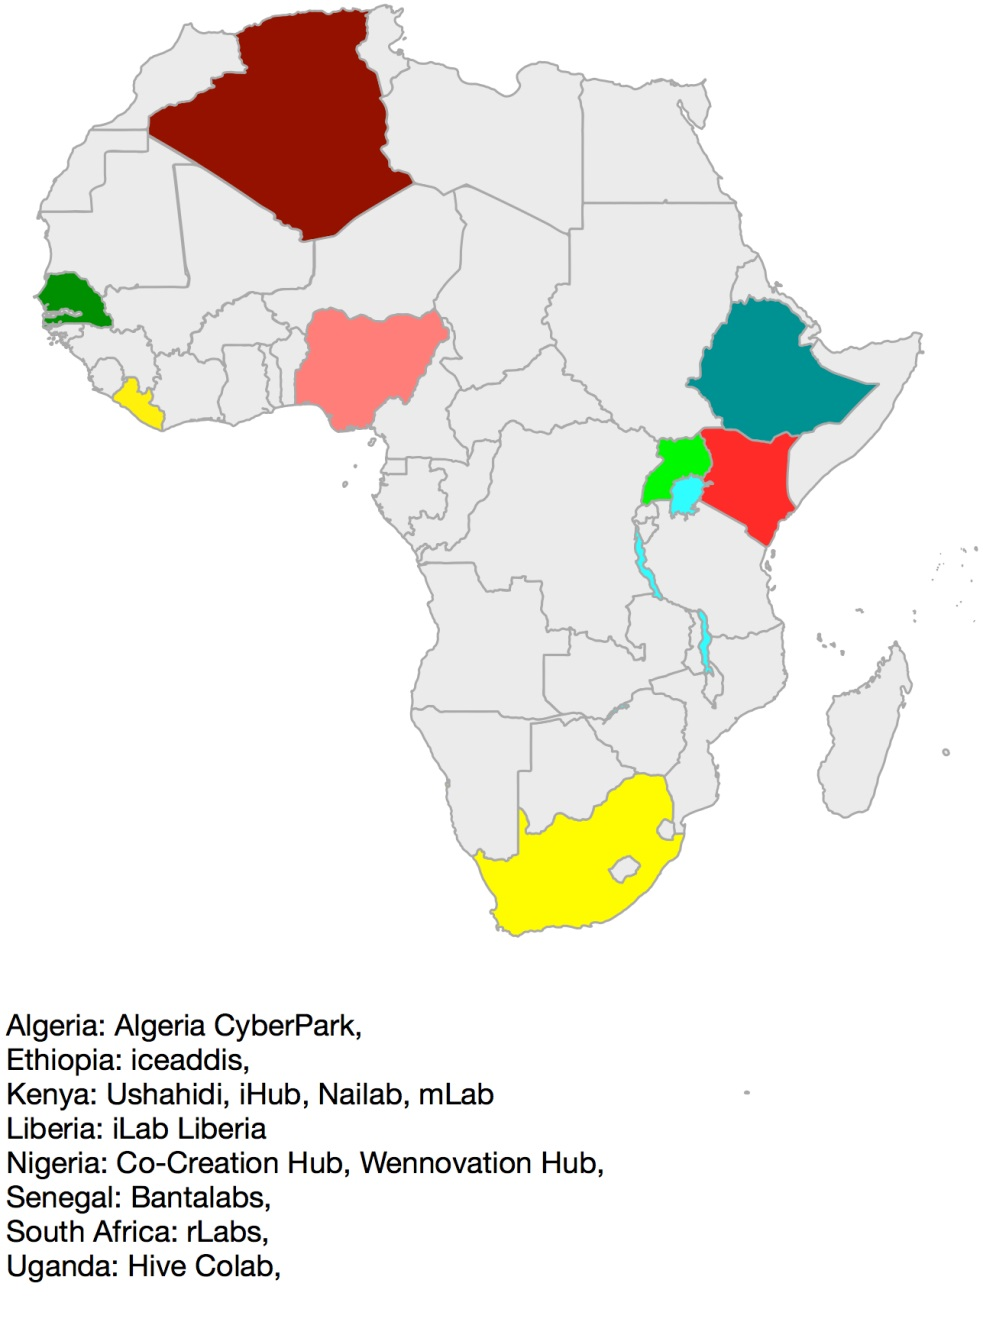 Algeria: Algeria CyberPark,
Ethiopia: iceaddis,
Kenya: Ushahidi, iHub, Nailab, mLab
Liberia: iLab Liberia
Nigeria: Co-Creation Hub, Wennovation Hub,
Senegal: Bantalabs,
South Africa: rLabs,
Uganda: Hive Colab,